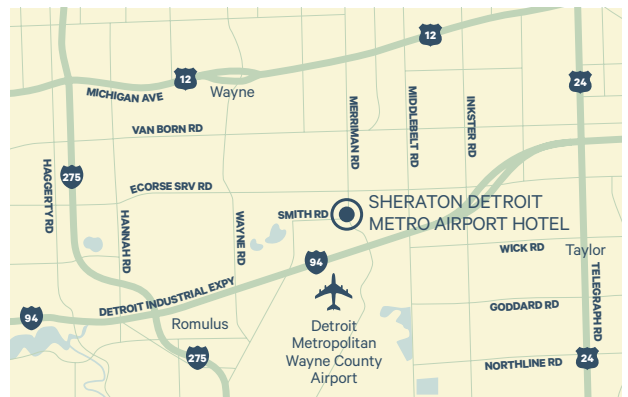 12
24
12
MICHIGAN AVE
Wayne
VAN BORN RD
MERRIMAN RD
MIDDLEBELT RD
INKSTER RD
HAGGERTY RD
275
ECORSE SRV RD
HANNAH RD
WAYNE RD
SMITH RD
SHERATON DETROIT
METRO AIRPORT HOTEL
WICK RD
Taylor
94
DETROIT INDUSTRIAL EXPY
TELEGRAPH RD
94
Romulus
Detroit
Metropolitan
Wayne County
Airport
GODDARD RD
275
NORTHLINE RD
24